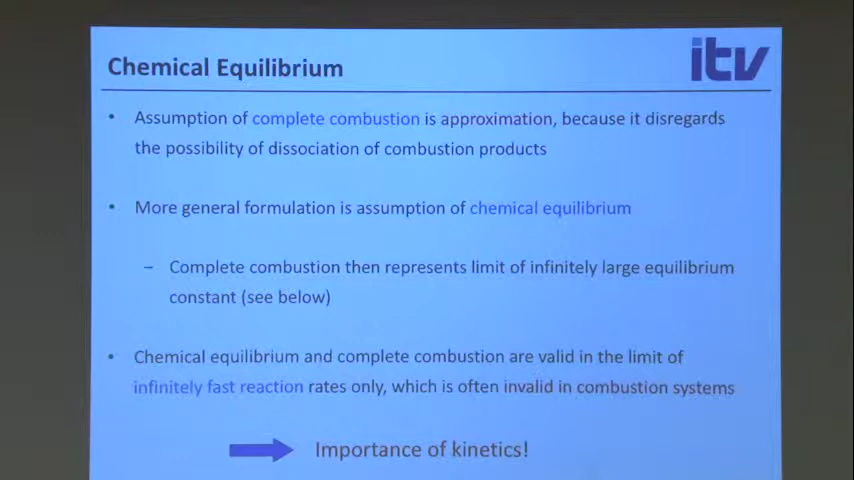 Chemical Equilibrium
itv
• Assumption of complete combustion is approximation, because it disregards
the possibility of dissociation of combustion products
• More general formulation is assumption of chemical equilibrium
– Complete combustion then represents limit of infinitely large equilibrium
constant (see below)
• Chemical equilibrium and complete combustion are valid in the limit of
infinitely fast reaction rates only, which is often invalid in combustion systems
Importance of kinetics!